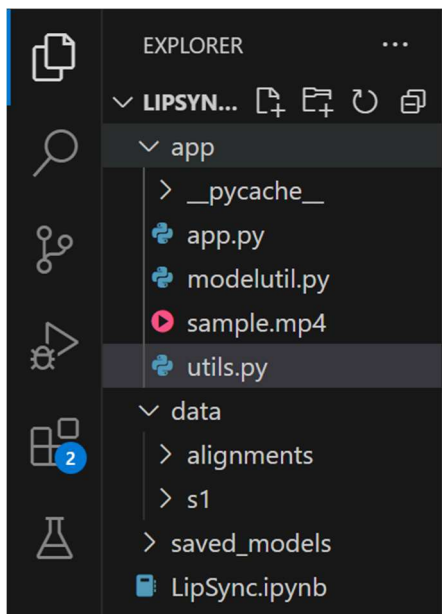 EXPLORER ...
LIPSYN...
app
__pycache__
app.py
modelutil.py
sample.mp4
utils.py
data
alignments
s1
saved_models
LipSync.ipynb
2